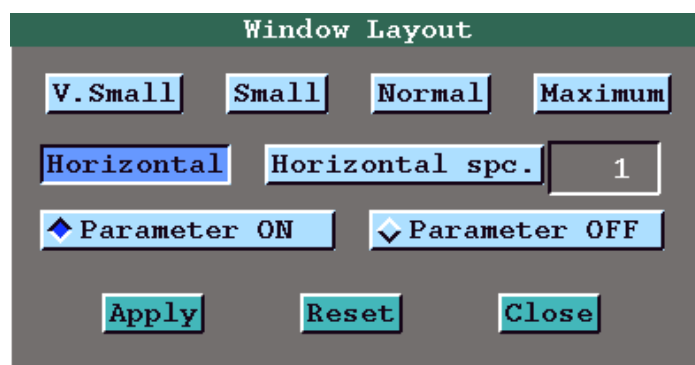 Window Layout
V.Small Small Normal Maximum
Horizontal Horizontal spc. 1
Parameter ON Parameter OFF
Apply Reset Close